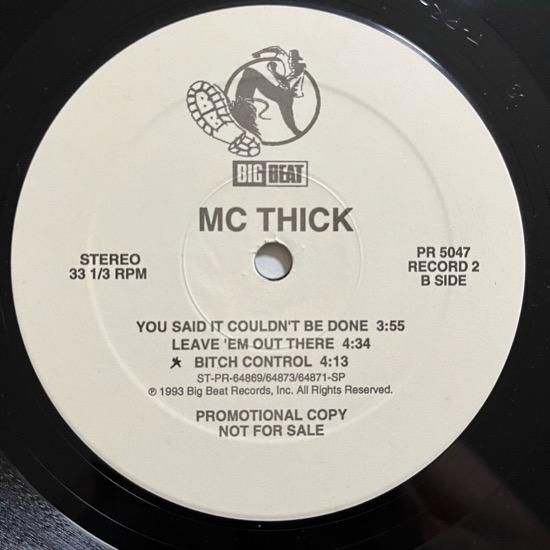 BIG BEAT
MC THICK
STEREO
33 1/3 RPM
PR 5047
RECORD 2
B SIDE
YOU SAID IT COULDN'T BE DONE 3:55
LEAVE 'EM OUT THERE 4:34
* BITCH CONTROL 4:13
ST-PR-64869/64873/64871-SP
℗ 1993 Big Beat Records, Inc. All Rights Reserved.
PROMOTIONAL COPY
NOT FOR SALE